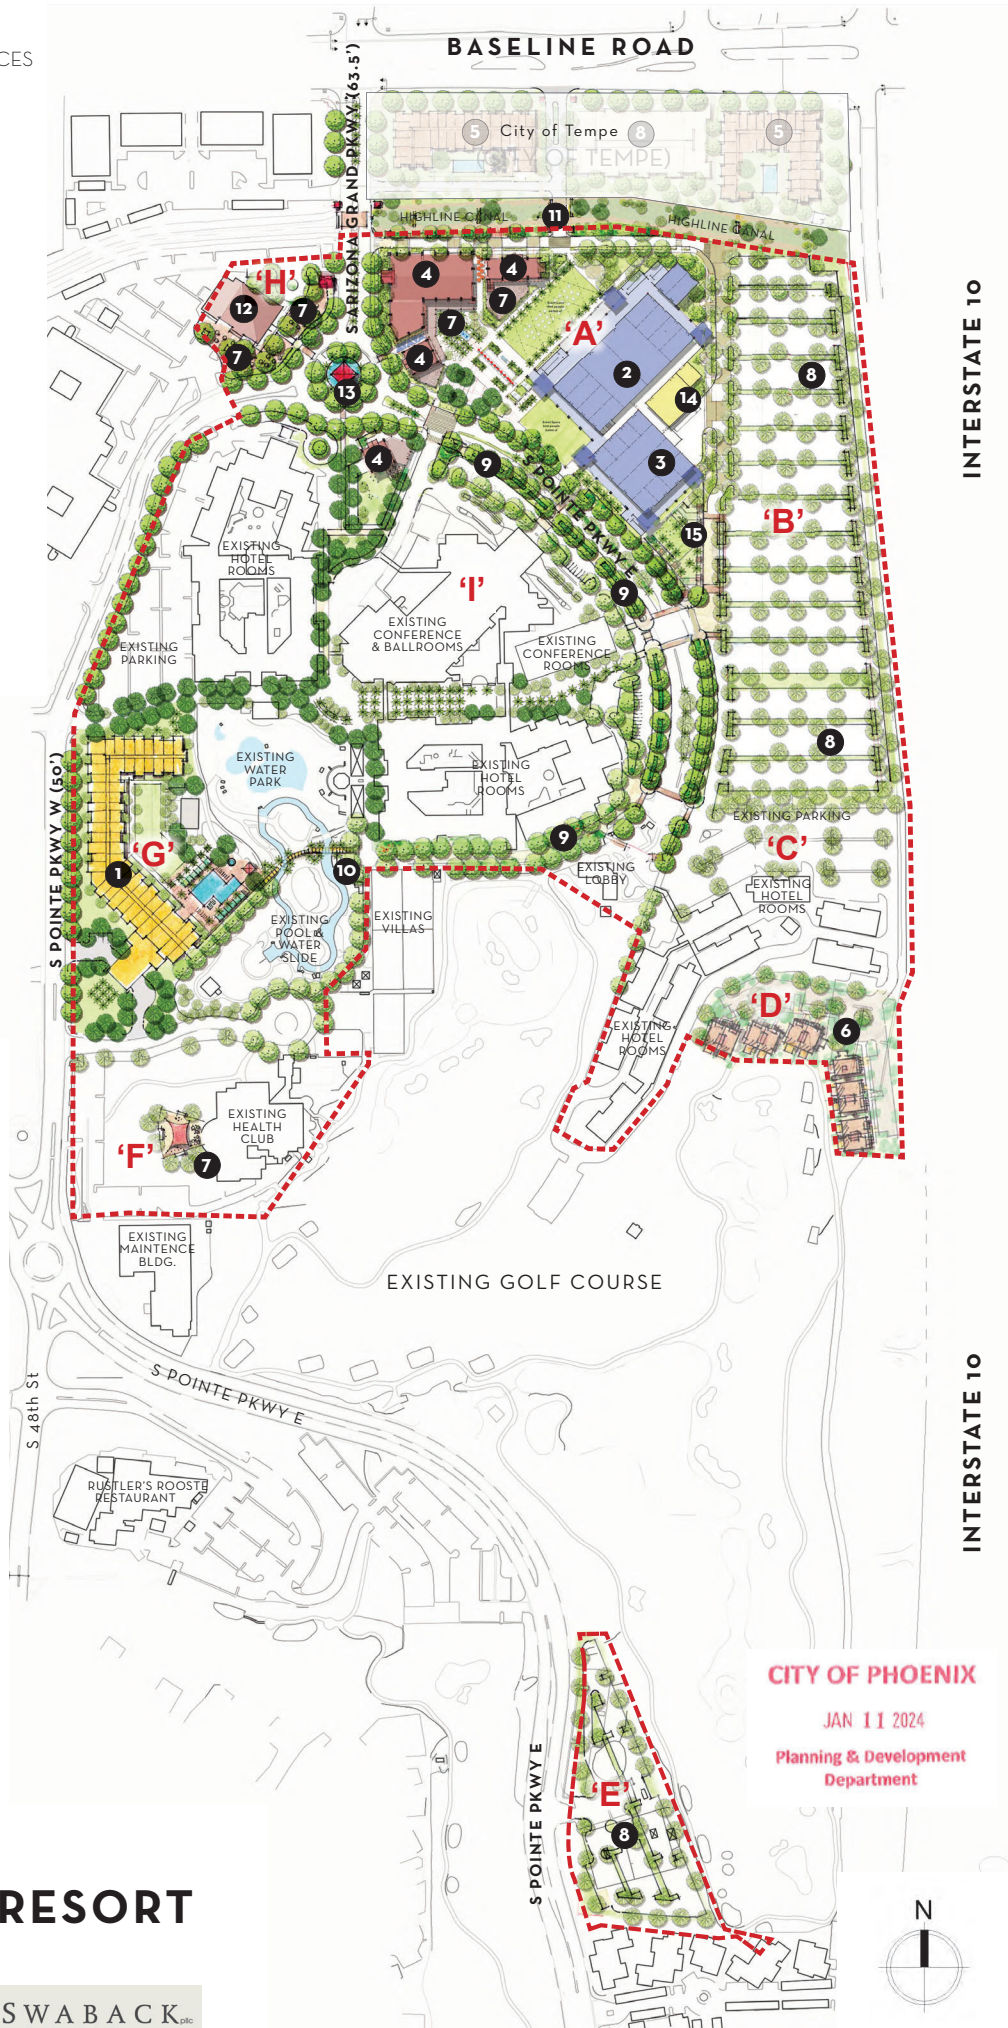 CES
BASELINE ROAD
S ARIZONA GRAND PKWY (63.5')
5
City of Tempe
8
5
(CITY OF TEMPE)
11
HIGHLINE CANAL
HIGHLINE CANAL
'H'
12
7
7
13
4
4
7
7
4
'A'
2
14
3
15
4
9
S POINTE PKWY E
9
8
'B'
8
INTERSTATE 10
EXISTING
HOTEL
ROOMS
'I'
EXISTING
CONFERENCE
& BALLROOMS
EXISTING
CONFERENCE
ROOMS
EXISTING
PARKING
EXISTING
WATER
PARK
EXISTING
HOTEL
ROOMS
S POINTE PKWY W (50')
'G'
1
10
9
EXISTING PARKING
'C'
EXISTING
LOBBY
EXISTING
HOTEL
ROOMS
EXISTING
POOL &
WATER
SLIDE
EXISTING
VILLAS
'D'
6
EXISTING
HOTEL
ROOMS
'F'
7
EXISTING
HEALTH
CLUB
EXISTING
MAINTENCE
BLDG.
EXISTING GOLF COURSE
S POINTE PKWY E
S 48th St
INTERSTATE 10
RUSTLER'S ROOSTE
RESTAURANT
CITY OF PHOENIX
JAN 11 2024
Planning & Development
Department
S POINTE PKWY E
'E'
8
RESORT
N
SWABACK pllc